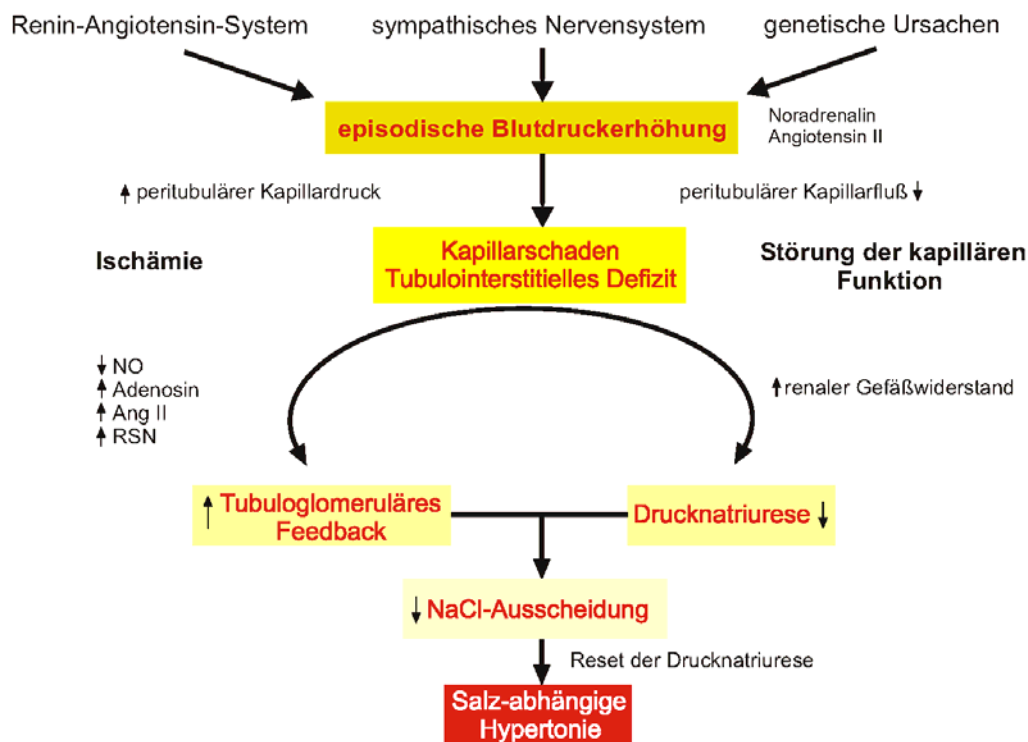 Renin-Angiotensin-System
sympathisches Nervensystem
genetische Ursachen
episodische Blutdruckerhöhung
Noradrenalin
Angiotensin II
↑ peritubulärer Kapillardruck
peritubulärer Kapillarfluß ↓
Ischämie
Kapillarschaden
Tubulointerstitielles Defizit
Störung der kapillären
Funktion
↓ NO
↑ Adenosin
↑ Ang II
↑ RSN
↑ renaler Gefäßwiderstand
↑ Tubuloglomeruläres
Feedback
Drucknatriurese ↓
↓ NaCl-Ausscheidung
Reset der Drucknatriurese
Salz-abhängige
Hypertonie